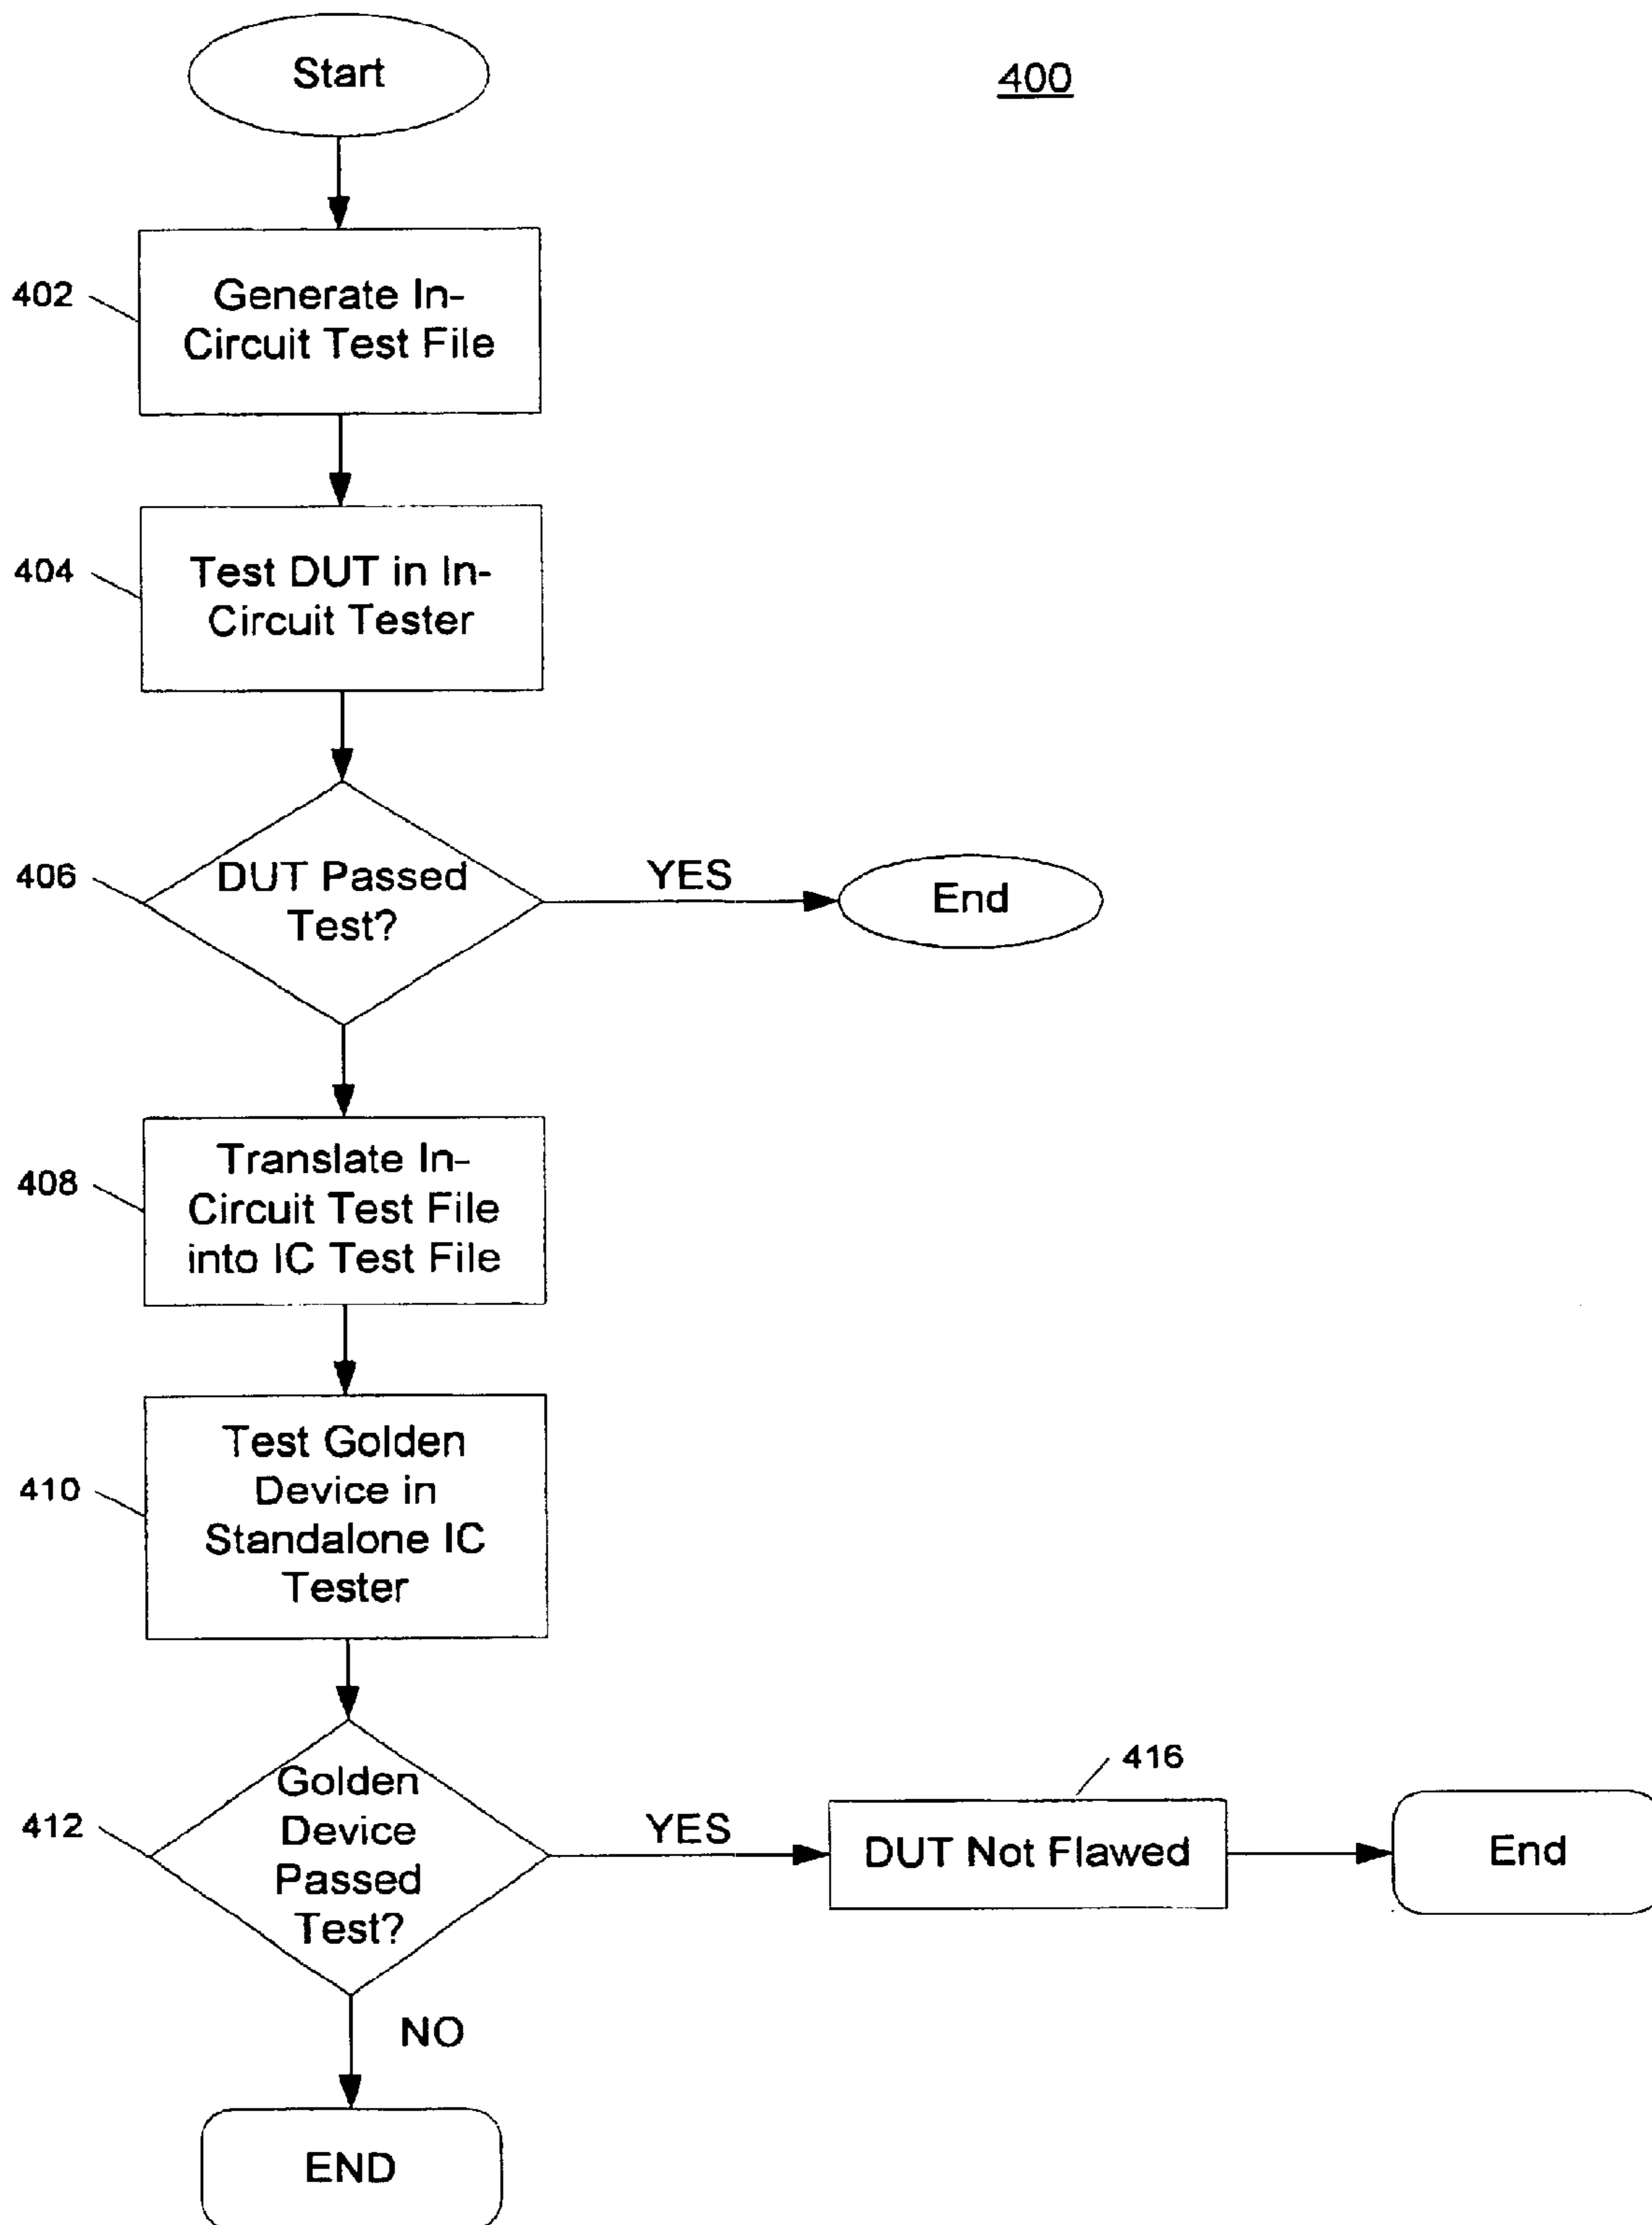 Start
400
402
Generate In-
Circuit Test File
404
Test DUT in In-
Circuit Tester
406
DUT Passed
Test?
YES
End
408
Translate In-
Circuit Test File
into IC Test File
410
Test Golden
Device in
Standalone IC
Tester
412
Golden
Device
Passed
Test?
YES
416
DUT Not Flawed
End
NO
END